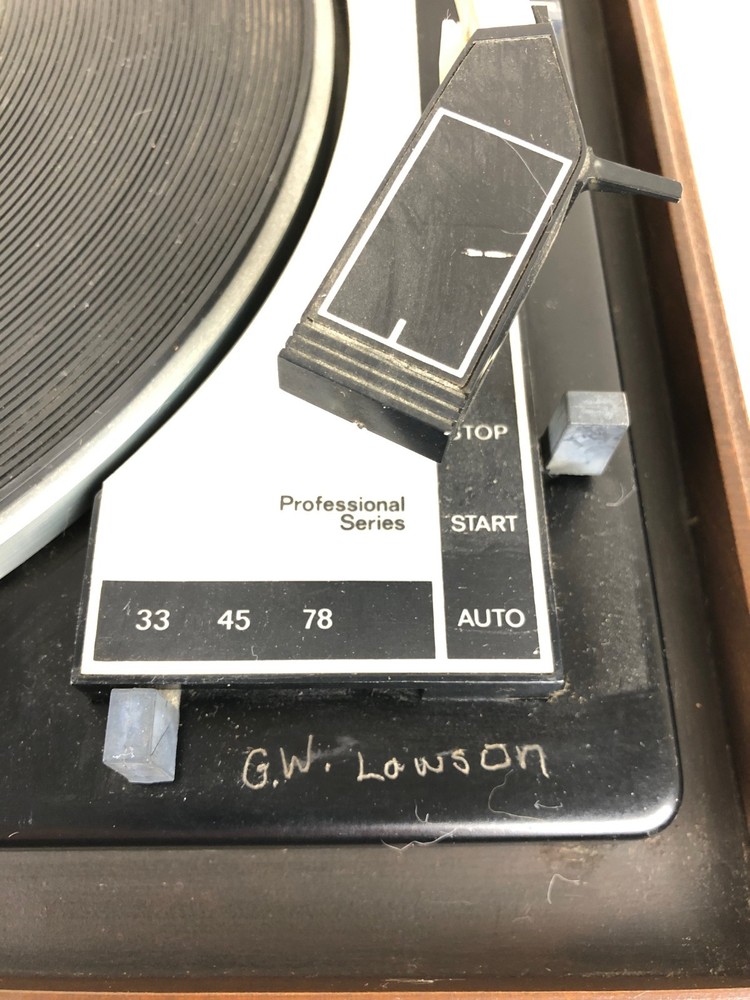 STOP
Professional
Series
START
33 45 78
AUTO
G.W. Lawson